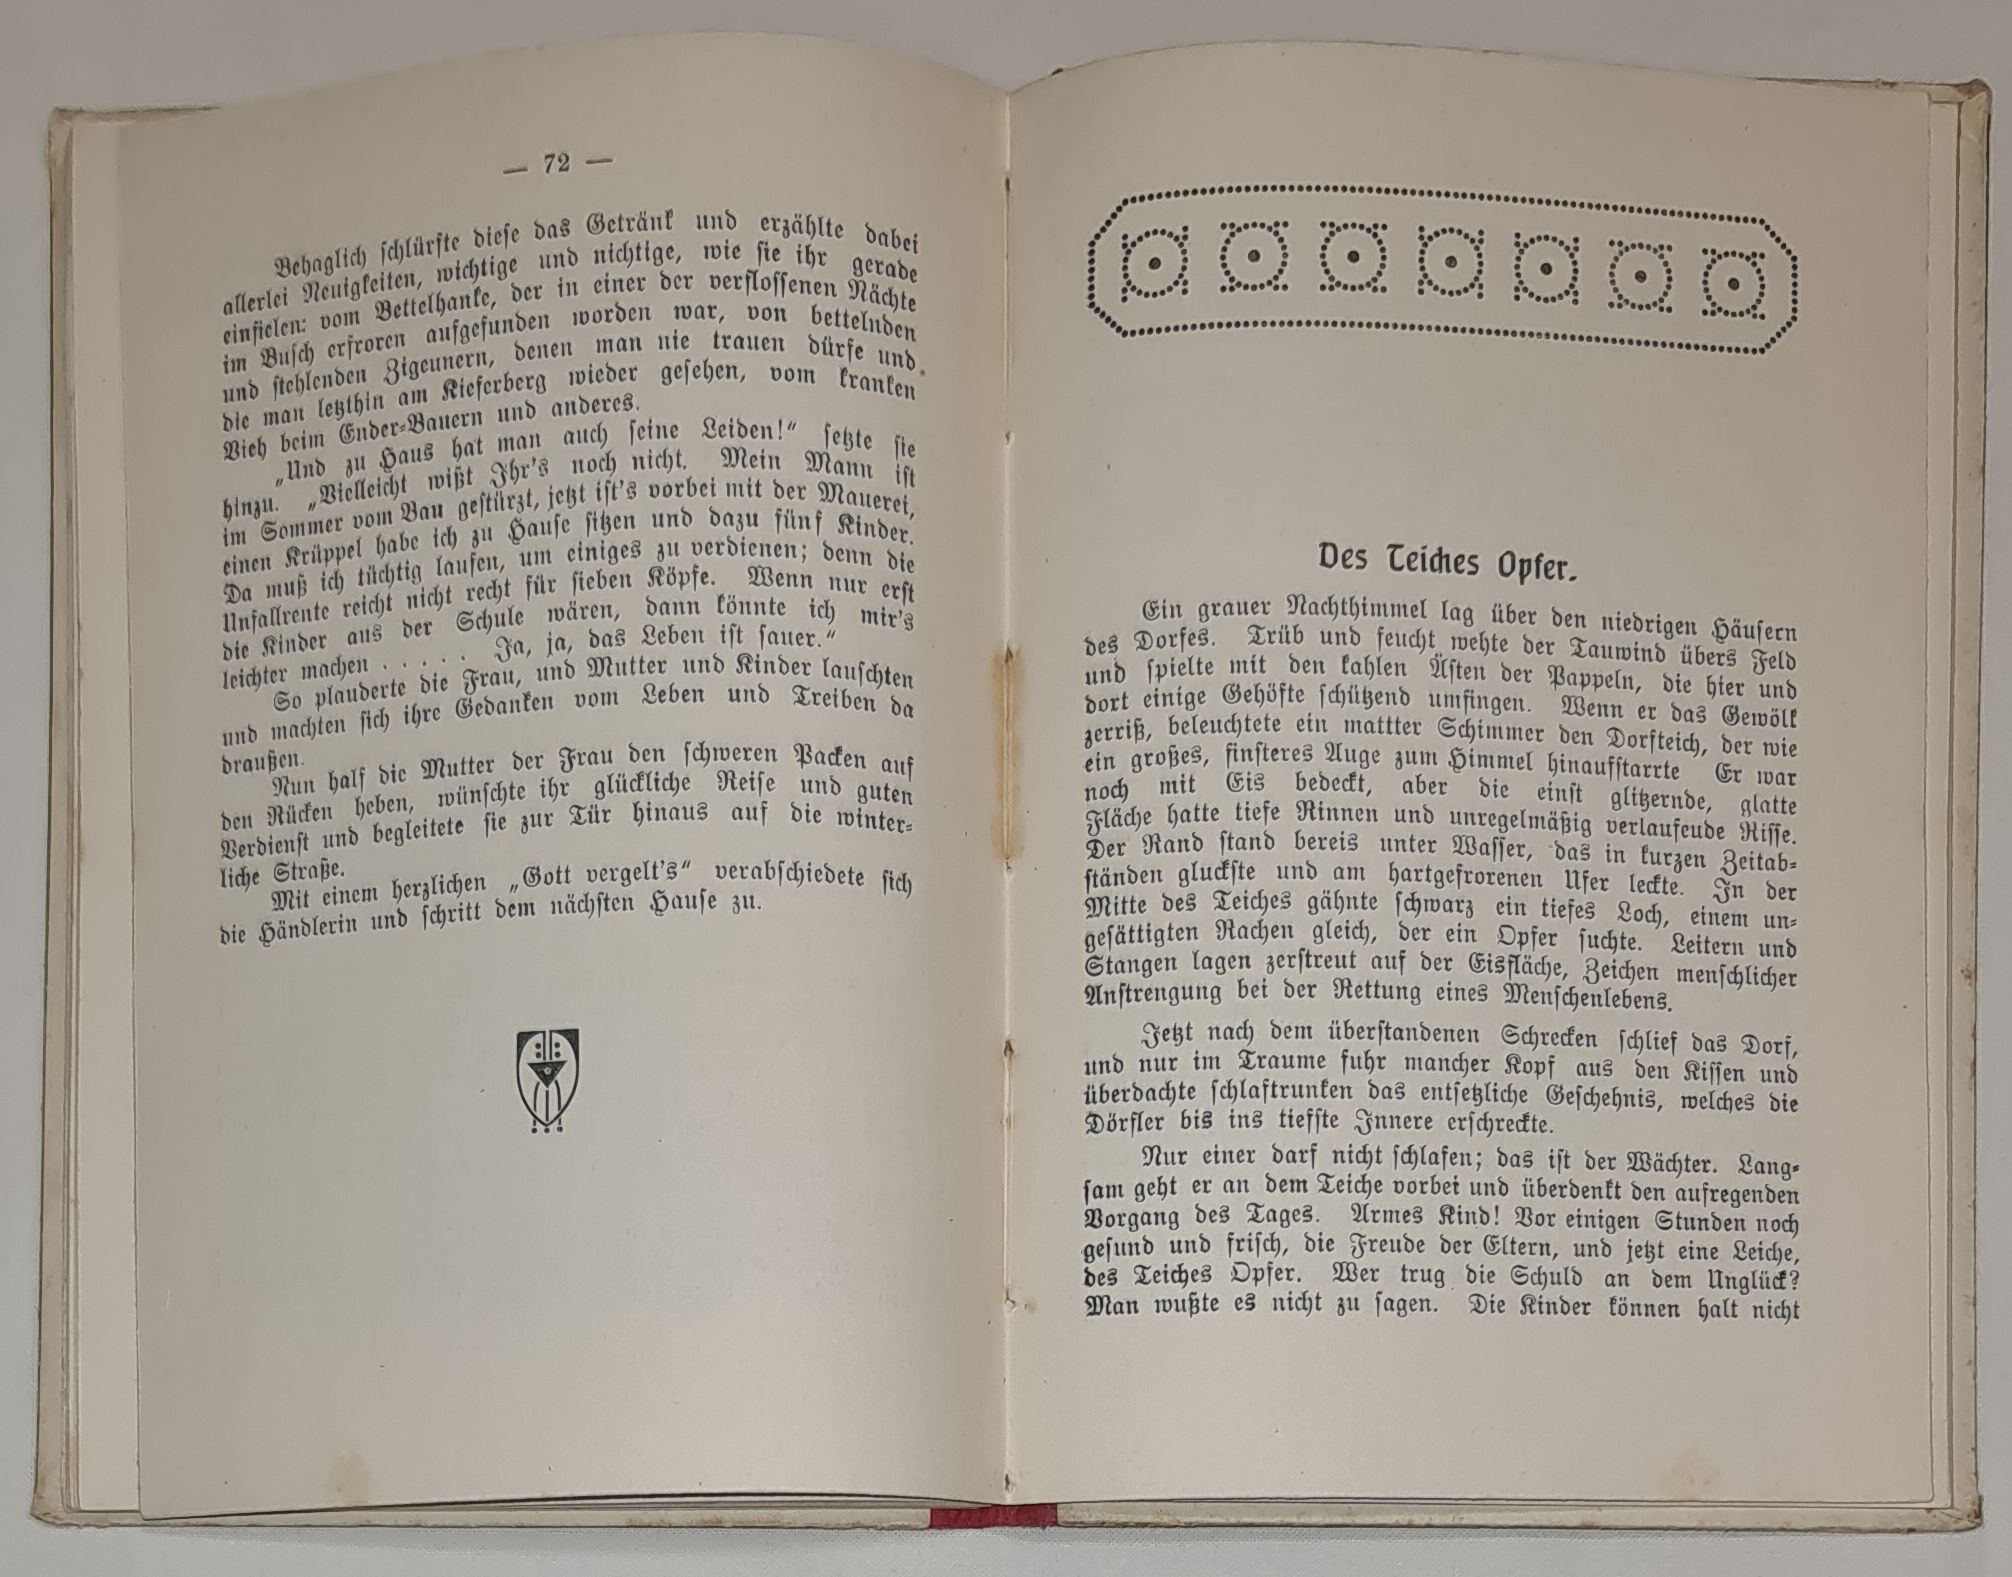 — 72 —
Behaglich schlürfte diese das Getränk und erzählte dabei
allerlei Neuigkeiten, wichtige und nichtige, wie sie ihr gerade
einfielen: vom Bettelhanke, der in einer der verflossenen Nächte
im Busch erfroren aufgefunden worden war, von bettelnden
und stehlenden Zigeunern, denen man nie trauen dürfe und
die man letzthin am Kieferberg wieder gesehen, vom kranken
Vieh beim Ender-Bauern und anderes.
„Und zu Haus hat man auch seine Leiden!“ setzte sie
hinzu. „Vielleicht wißt Ihr's noch nicht. Mein Mann ist
im Sommer vom Bau gestürzt, jetzt ist's vorbei mit der Mauerei,
einen Krüppel habe ich zu Hause sitzen und dazu fünf Kinder.
Da muß ich tüchtig laufen, um einiges zu verdienen; denn die
Unfallrente reicht nicht recht für sieben Köpfe. Wenn nur erst
die Kinder aus der Schule wären, dann könnte ich mir's
leichter machen . . . . . Ja, ja, das Leben ist sauer.“
So plauderte die Frau, und Mutter und Kinder lauschten
und machten sich ihre Gedanken vom Leben und Treiben da
draußen.
Nun half die Mutter der Frau den schweren Packen auf
den Rücken heben, wünschte ihr glückliche Reise und guten
Verdienst und begleitete sie zur Tür hinaus auf die winter-
liche Straße.
Mit einem herzlichen „Gott vergelt's“ verabschiedete sich
die Händlerin und schritt dem nächsten Hause zu.
Des Teiches Opfer.
Ein grauer Nachthimmel lag über den niedrigen Häusern
des Dorfes. Trüb und feucht wehte der Tauwind übers Feld
und spielte mit den kahlen Ästen der Pappeln, die hier und
dort einige Gehöfte schützend umfingen. Wenn er das Gewölk
zerriß, beleuchtete ein mattter Schimmer den Dorfteich, der wie
ein großes, finsteres Auge zum Himmel hinaufstarrte Er war
noch mit Eis bedeckt, aber die einst glitzernde, glatte
Fläche hatte tiefe Rinnen und unregelmäßig verlaufeude Risse.
Der Rand stand bereis unter Wasser, das in kurzen Zeitab-
ständen gluckste und am hartgefrorenen Ufer leckte. In der
Mitte des Teiches gähnte schwarz ein tiefes Loch, einem un-
gesättigten Rachen gleich, der ein Opfer suchte. Leitern und
Stangen lagen zerstreut auf der Eisfläche, Zeichen menschlicher
Anstrengung bei der Rettung eines Menschenlebens.
Jetzt nach dem überstandenen Schrecken schlief das Dorf,
und nur im Traume fuhr mancher Kopf aus den Kissen und
überdachte schlaftrunken das entsetzliche Geschehnis, welches die
Dörfler bis ins tiefste Innere erschreckte.
Nur einer darf nicht schlafen; das ist der Wächter. Lang-
sam geht er an dem Teiche vorbei und überdenkt den aufregenden
Vorgang des Tages. Armes Kind! Vor einigen Stunden noch
gesund und frisch, die Freude der Eltern, und jetzt eine Leiche,
des Teiches Opfer. Wer trug die Schuld an dem Unglück?
Man wußte es nicht zu sagen. Die Kinder können halt nicht